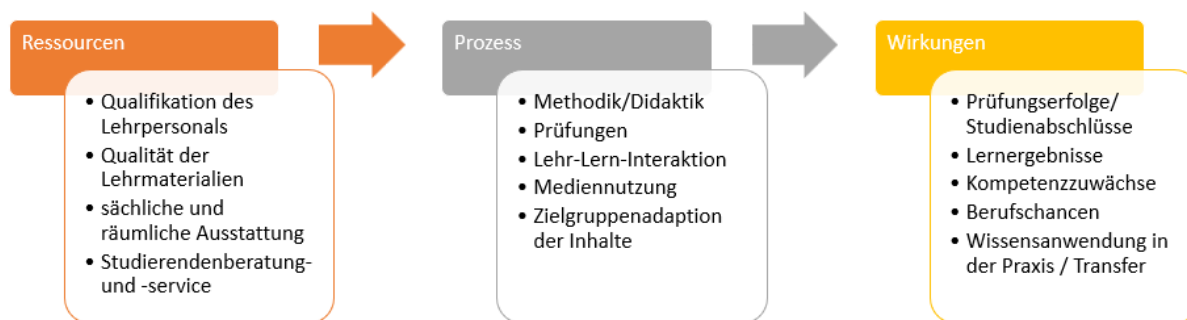 Ressourcen
• Qualifikation des
Lehrpersonals
• Qualität der
Lehrmaterialien
• sächliche und
räumliche Ausstattung
• Studierendenberatung-
und -service
Prozess
• Methodik/Didaktik
• Prüfungen
• Lehr-Lern-Interaktion
• Mediennutzung
• Zielgruppenadaption
der Inhalte
Wirkungen
• Prüfungserfolge/
Studienabschlüsse
• Lernergebnisse
• Kompetenzzuwächse
• Berufschancen
• Wissensanwendung in
der Praxis / Transfer